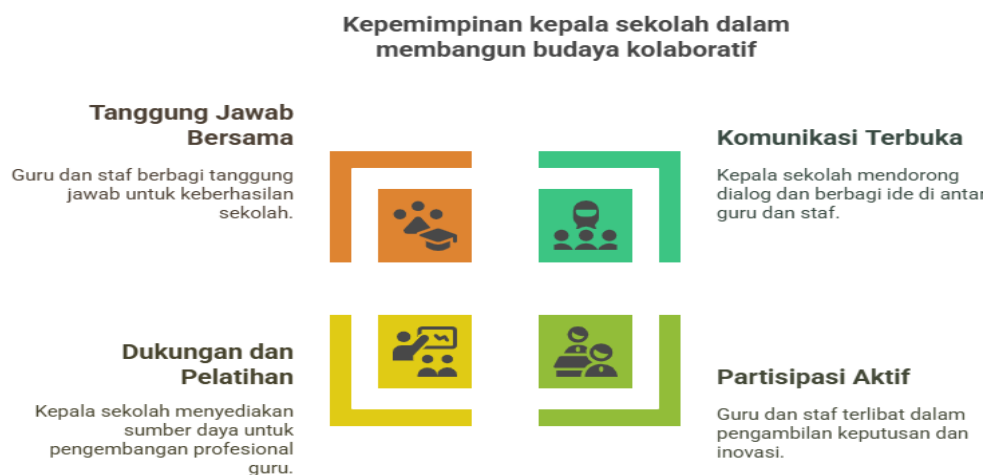 Kepemimpinan kepala sekolah dalam
membangun budaya kolaboratif
Tanggung Jawab
Bersama
Guru dan staf berbagi tanggung
jawab untuk keberhasilan
sekolah.
Komunikasi Terbuka
Kepala sekolah mendorong
dialog dan berbagi ide di antar
guru dan staf.
Dukungan dan
Pelatihan
Kepala sekolah menyediakan
sumber daya untuk
pengembangan profesional
guru.
Partisipasi Aktif
Guru dan staf terlibat dalam
pengambilan keputusan dan
inovasi.